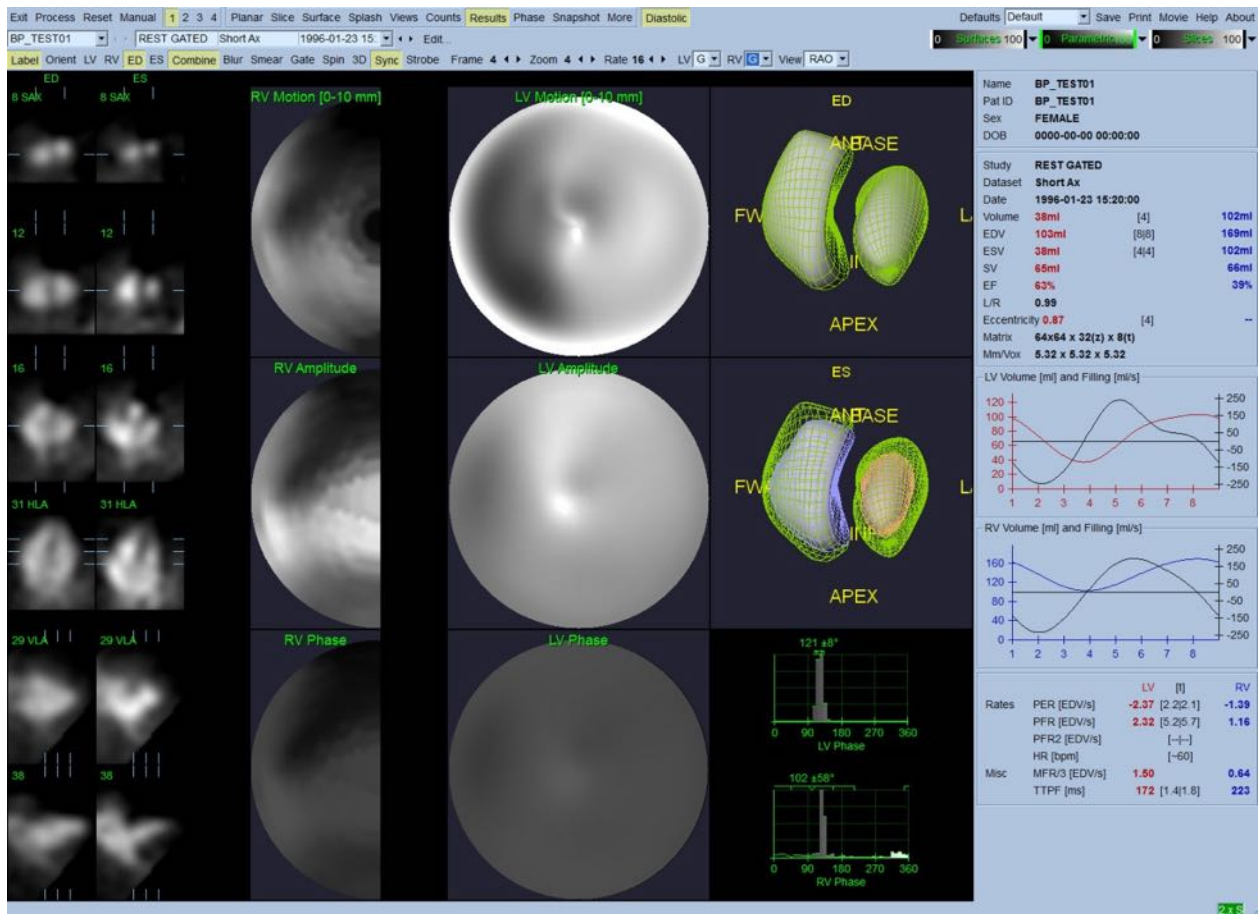 Exit Process Reset Manual 1 2 3 4 Planar Slice Surface Splash Views Counts Results Phase Snapshot More Diastolic Defaults Default Save Print Movie Help About
BP_TEST01 REST GATED Short Ax 1996-01-23 15: Edit... 0 Surfaces 100 0 Parametric 100 0 Slices 100
Label Orient LV RV ED ES Combine Blur Smear Gate Spin 3D Sync Strobe Frame 4 Zoom 4 Rate 16 LV G RV G View RAO
ED ES
8 SAX 8 SAX
12 12
16 16
31 HLA 31 HLA
29 VLA 29 VLA
38 38
RV Motion [0-10 mm] LV Motion [0-10 mm]
RV Amplitude LV Amplitude
RV Phase LV Phase
ED
ANT BASE
FW
APEX
ES
ANT BASE
FW
APEX
121 ±8°
0 90 180 270 360
LV Phase
102 ±58°
0 90 180 270 360
RV Phase
Name BP_TEST01
Pat ID BP_TEST01
Sex FEMALE
DOB 0000-00-00 00:00:00
Study REST GATED
Dataset Short Ax
Date 1996-01-23 15:20:00
Volume 38ml [4] 102ml
EDV 103ml [8|8] 169ml
ESV 38ml [4|4] 102ml
SV 65ml 66ml
EF 63% 39%
L/R 0.99
Eccentricity 0.87 [4] --
Matrix 64x64 x 32(z) x 8(t)
Mm/Vox 5.32 x 5.32 x 5.32
LV Volume [ml] and Filling [ml/s]
120 100 80 60 40 20 0
250 150 50 -50 -150 -250
1 2 3 4 5 6 7 8
RV Volume [ml] and Filling [ml/s]
160 120 80 40 0
250 150 50 -50 -150 -250
1 2 3 4 5 6 7 8
LV [f] RV
Rates PER [EDV/s] -2.37 [2.2|2.1] -1.39
PFR [EDV/s] 2.32 [5.2|5.7] 1.16
PFR2 [EDV/s] [--|--]
HR [bpm] [~60]
Misc MFR/3 [EDV/s] 1.50 0.64
TTPF [ms] 172 [1.4|1.8] 223
2 x S